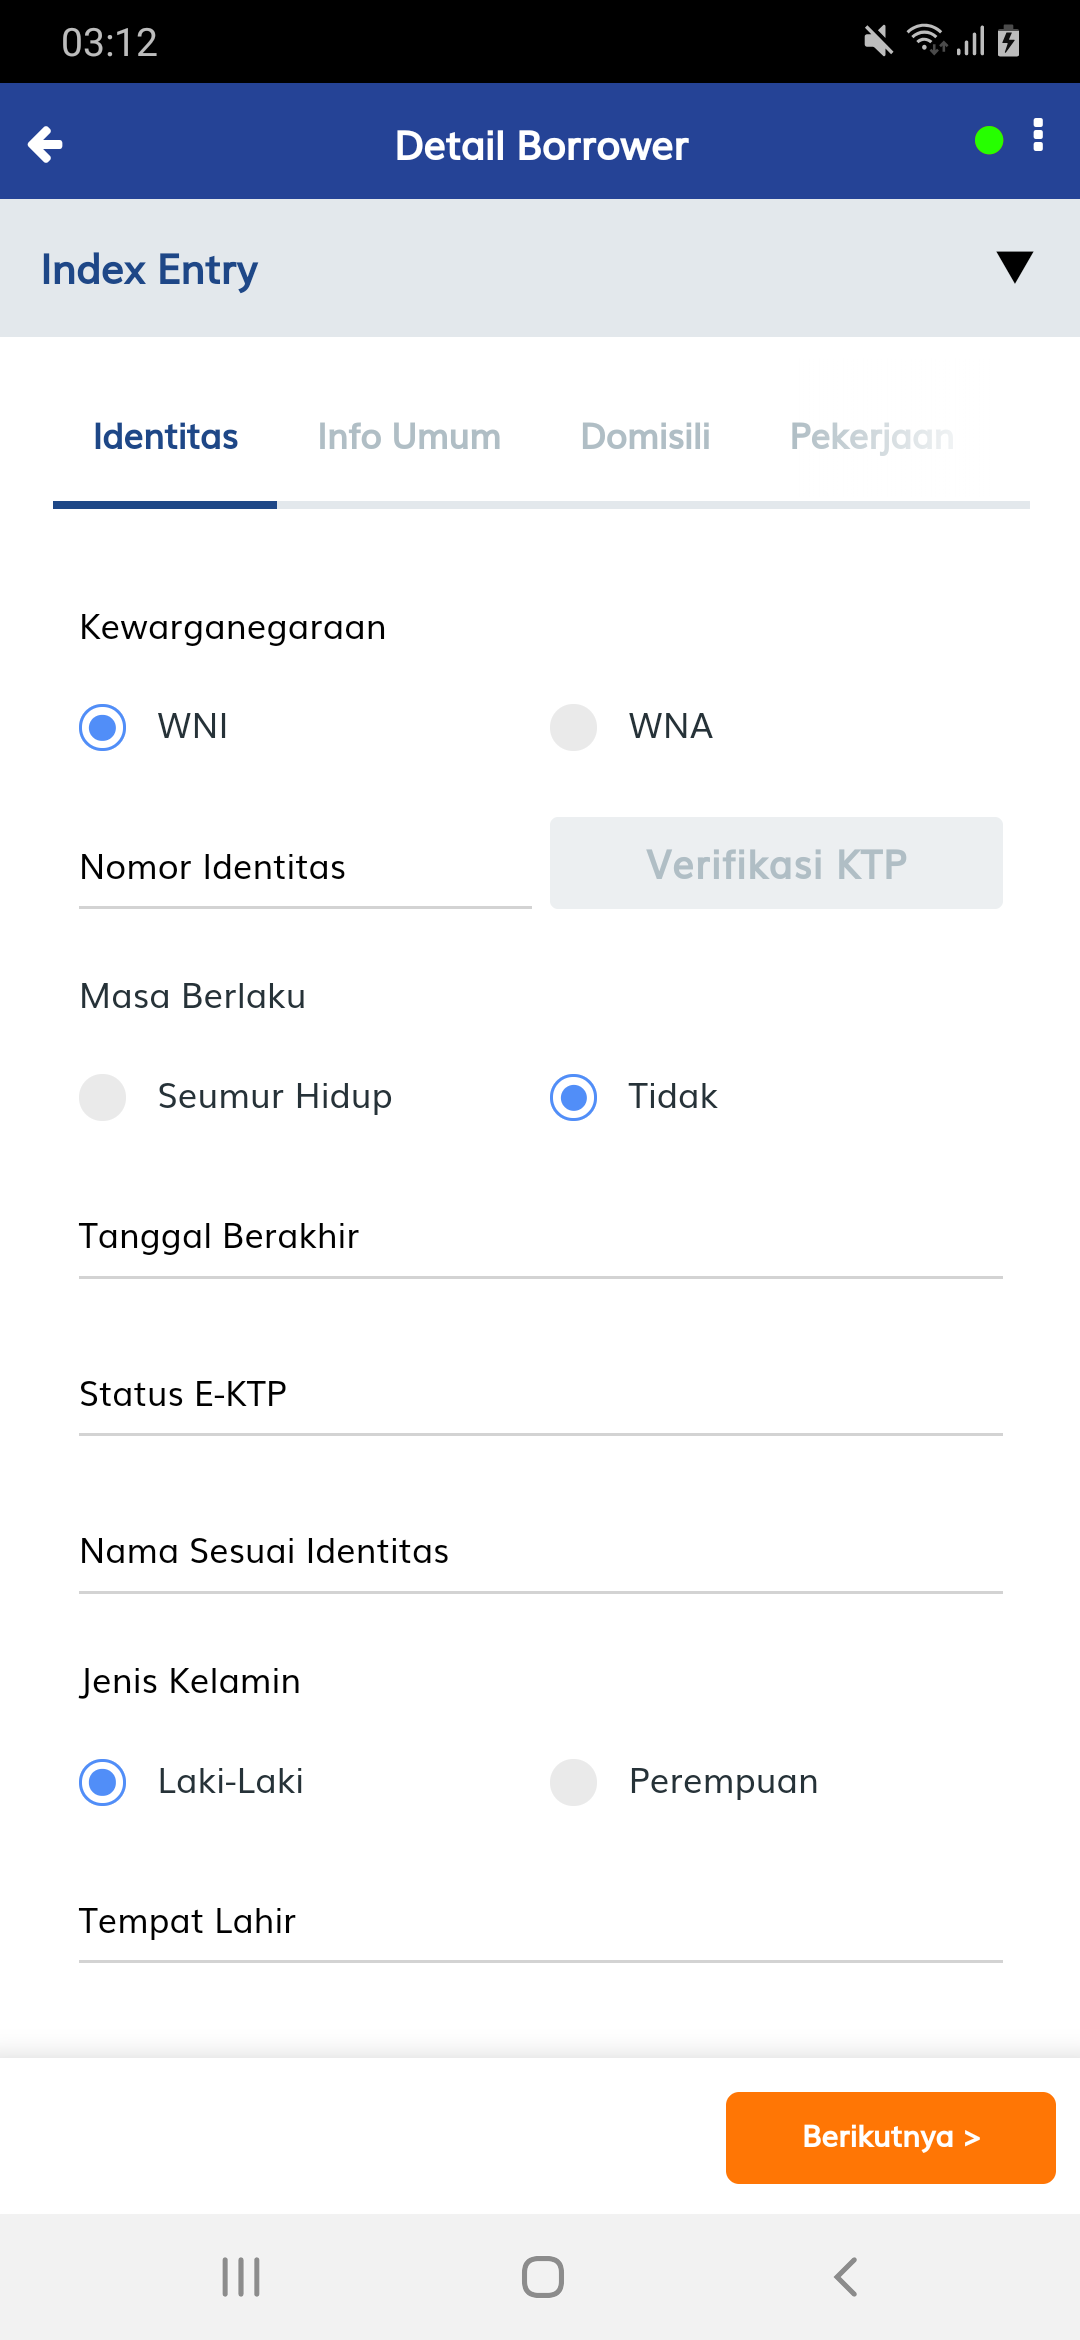 03:12
Detail Borrower
Index Entry
Identitas Info Umum Domisili Pekerjaan
Kewarganegaraan
WNI WNA
Nomor Identitas Verifikasi KTP
Masa Berlaku
Seumur Hidup Tidak
Tanggal Berakhir
Status E-KTP
Nama Sesuai Identitas
Jenis Kelamin
Laki-Laki Perempuan
Tempat Lahir
Berikutnya >